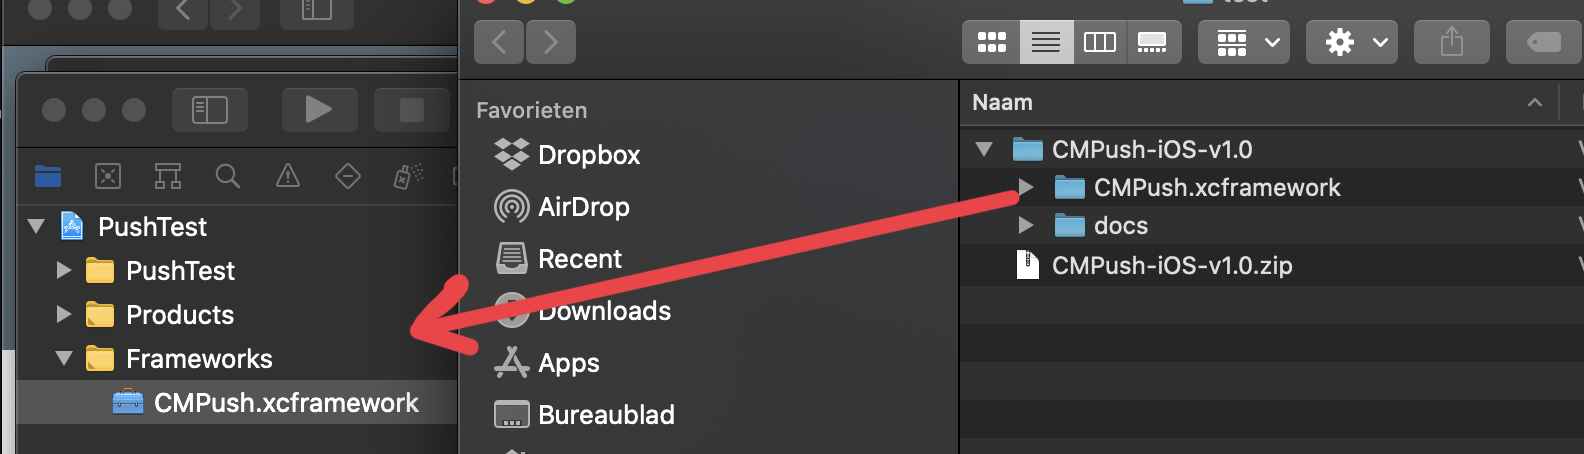 PushTest
PushTest
Products
Frameworks
CMPush.xcframework
Favorieten
Dropbox
AirDrop
Recent
Downloads
Apps
Bureaublad
Naam
CMPush-iOS-v1.0
CMPush.xcframework
docs
CMPush-iOS-v1.0.zip